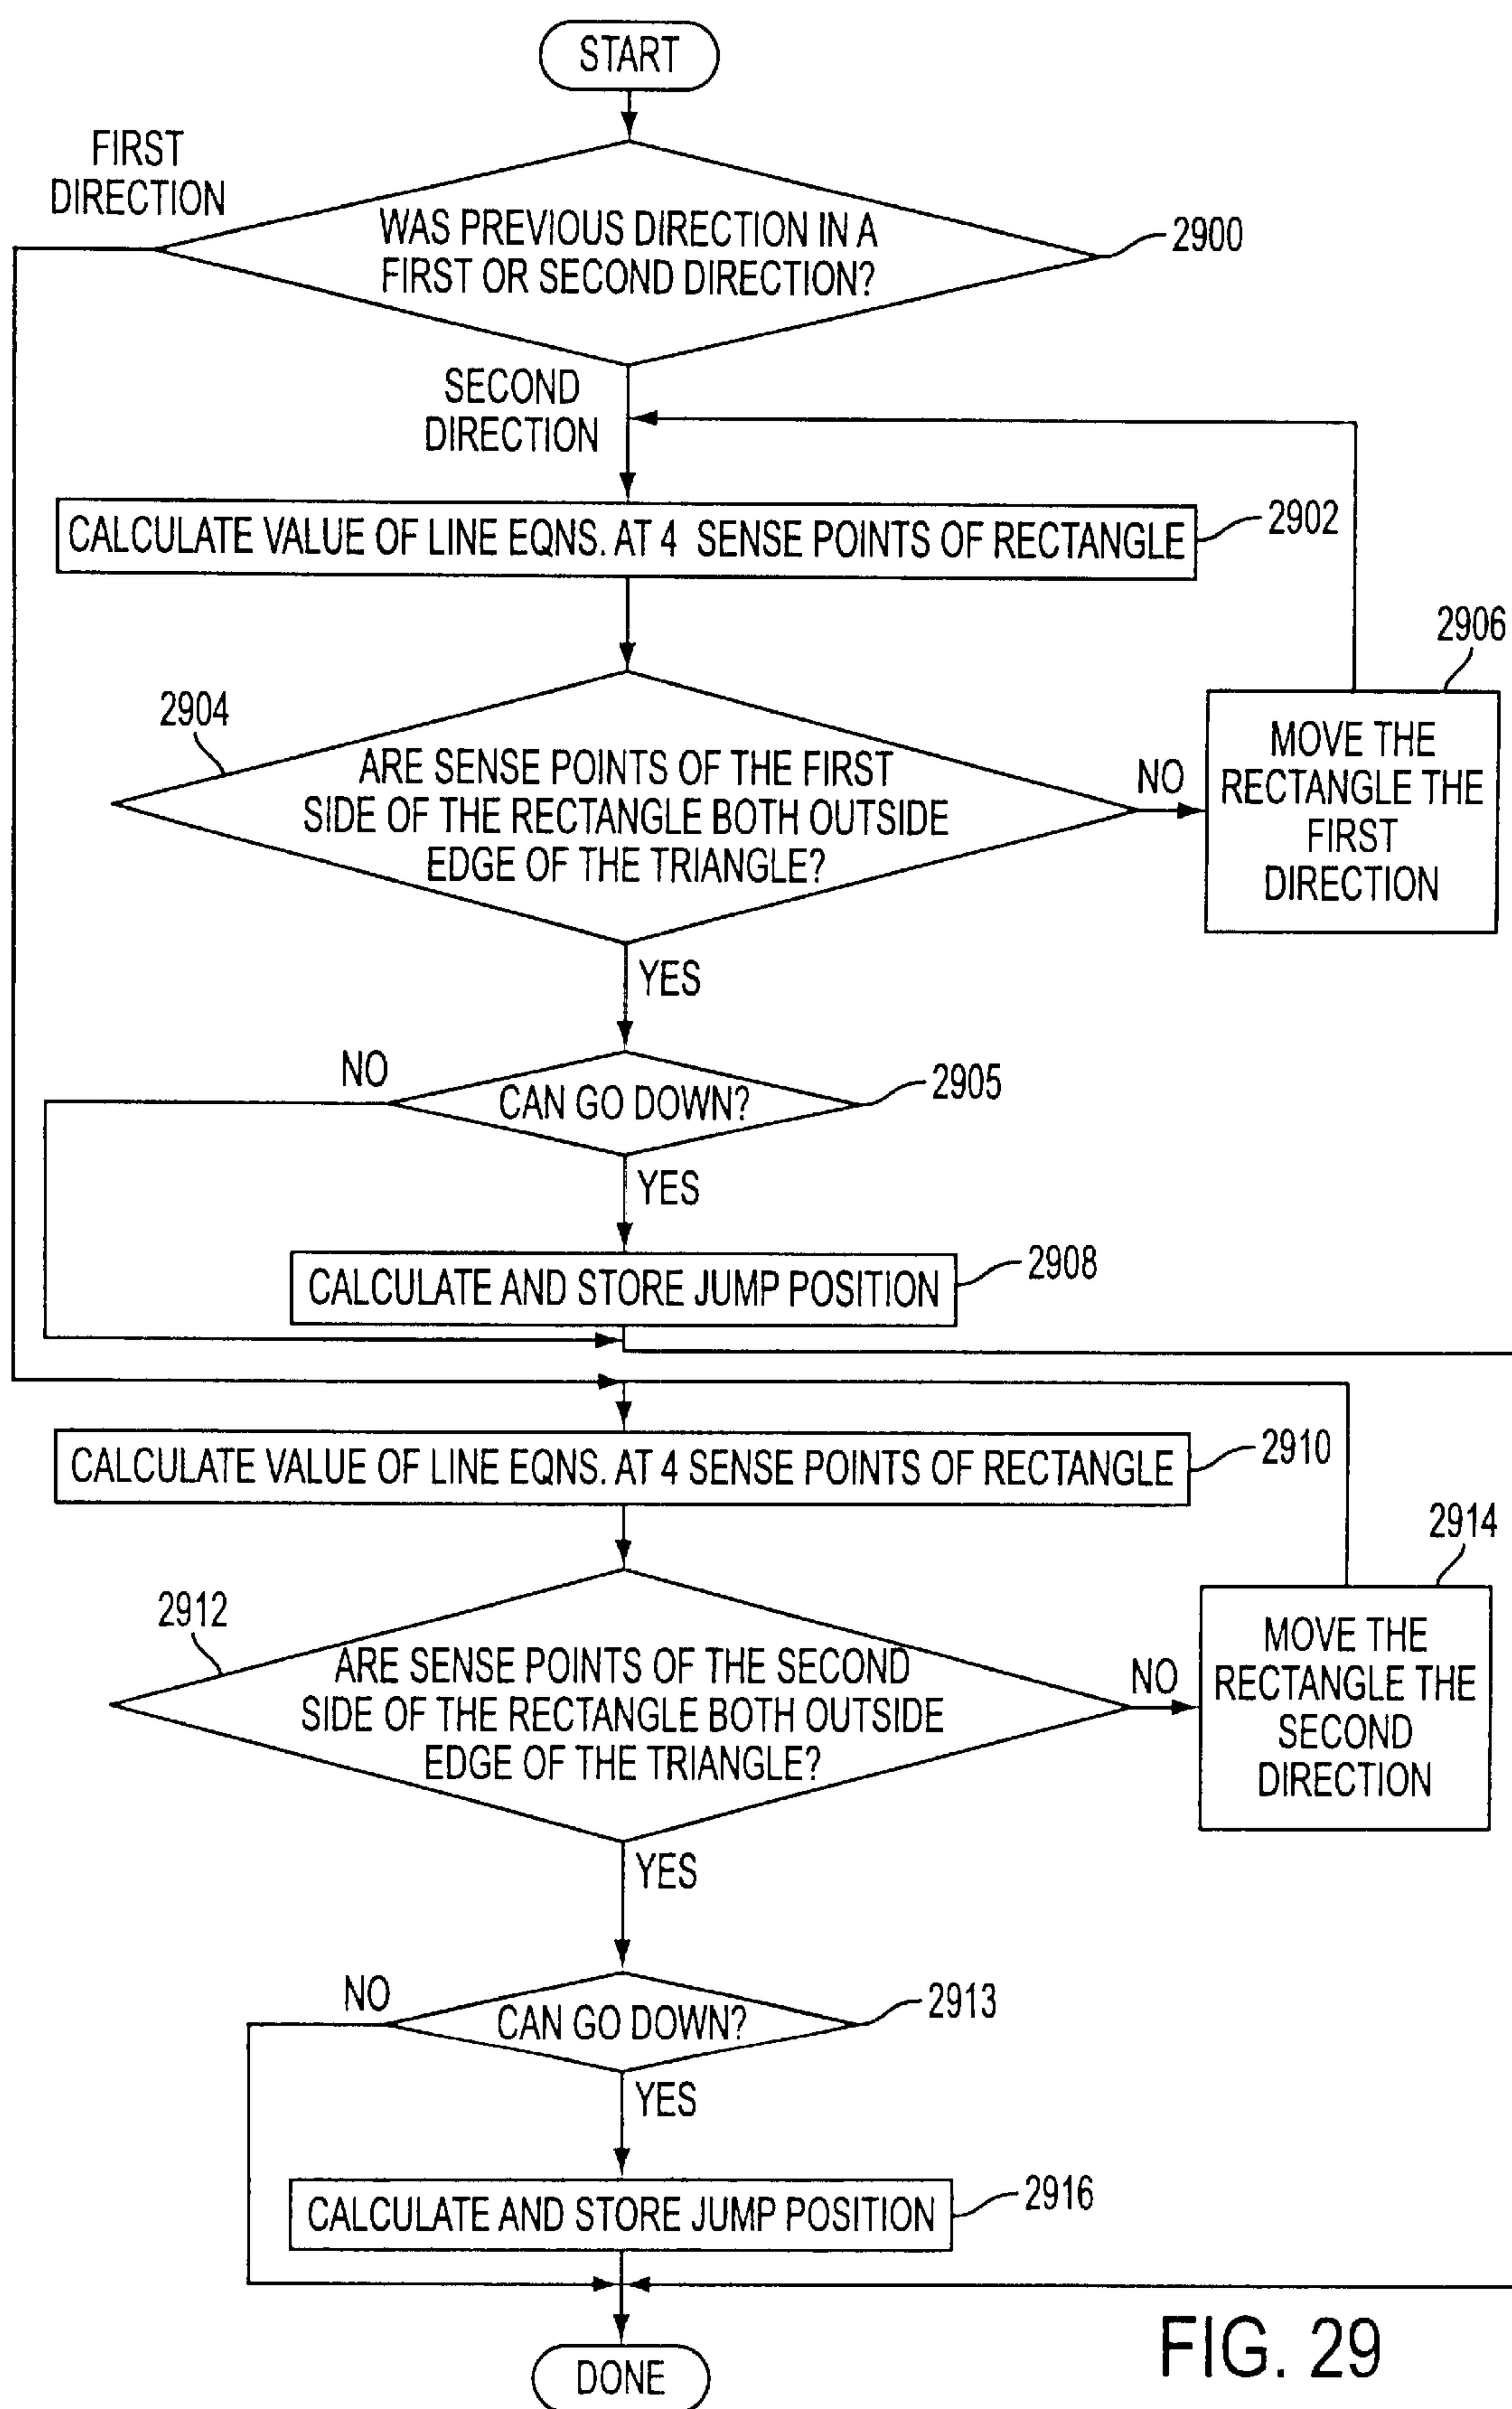 START
FIRST
DIRECTION
WAS PREVIOUS DIRECTION IN A
FIRST OR SECOND DIRECTION?
2900
SECOND
DIRECTION
CALCULATE VALUE OF LINE EQNS. AT 4 SENSE POINTS OF RECTANGLE
2902
2904
ARE SENSE POINTS OF THE FIRST
SIDE OF THE RECTANGLE BOTH OUTSIDE
EDGE OF THE TRIANGLE?
NO
2906
MOVE THE
RECTANGLE THE
FIRST
DIRECTION
YES
NO
CAN GO DOWN?
2905
YES
CALCULATE AND STORE JUMP POSITION
2908
CALCULATE VALUE OF LINE EQNS. AT 4 SENSE POINTS OF RECTANGLE
2910
2912
ARE SENSE POINTS OF THE SECOND
SIDE OF THE RECTANGLE BOTH OUTSIDE
EDGE OF THE TRIANGLE?
NO
2914
MOVE THE
RECTANGLE THE
SECOND
DIRECTION
YES
NO
CAN GO DOWN?
2913
YES
CALCULATE AND STORE JUMP POSITION
2916
DONE
FIG. 29